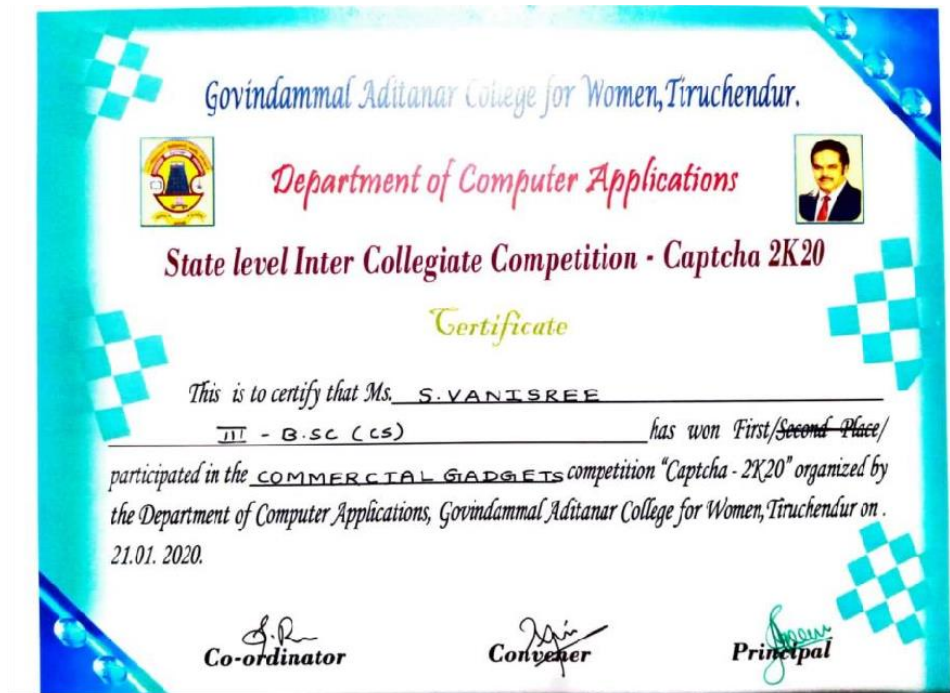 Govindammal Aditanar College for Women,Tiruchendur.
Department of Computer Applications
State level Inter Collegiate Competition - Captcha 2K20
Certificate
This is to certify that Ms. S.VANISREE
III - B.SC (CS) has won First/Second Place/
participated in the COMMERCIAL GADGETS competition "Captcha - 2K20" organized by
the Department of Computer Applications, Govindammal Aditanar College for Women,Tiruchendur on .
21.01. 2020.
Co-ordinator Convener Principal